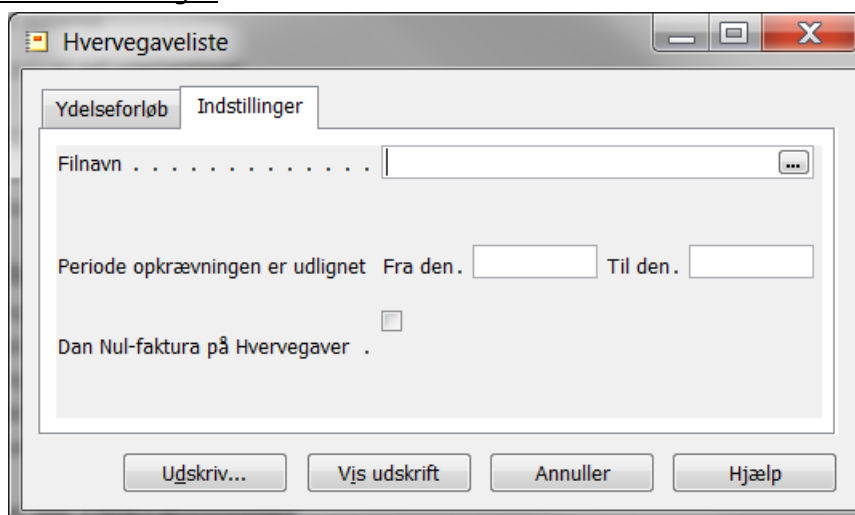 Hvervegaveliste
Ydelseforløb Indstillinger
Filnavn . . . . . . . . . . . . .
Periode opkrævningen er udlignet Fra den . Til den .
Dan Nul-faktura på Hvervegaver .
Udskriv... Vis udskrift Annuller Hjælp